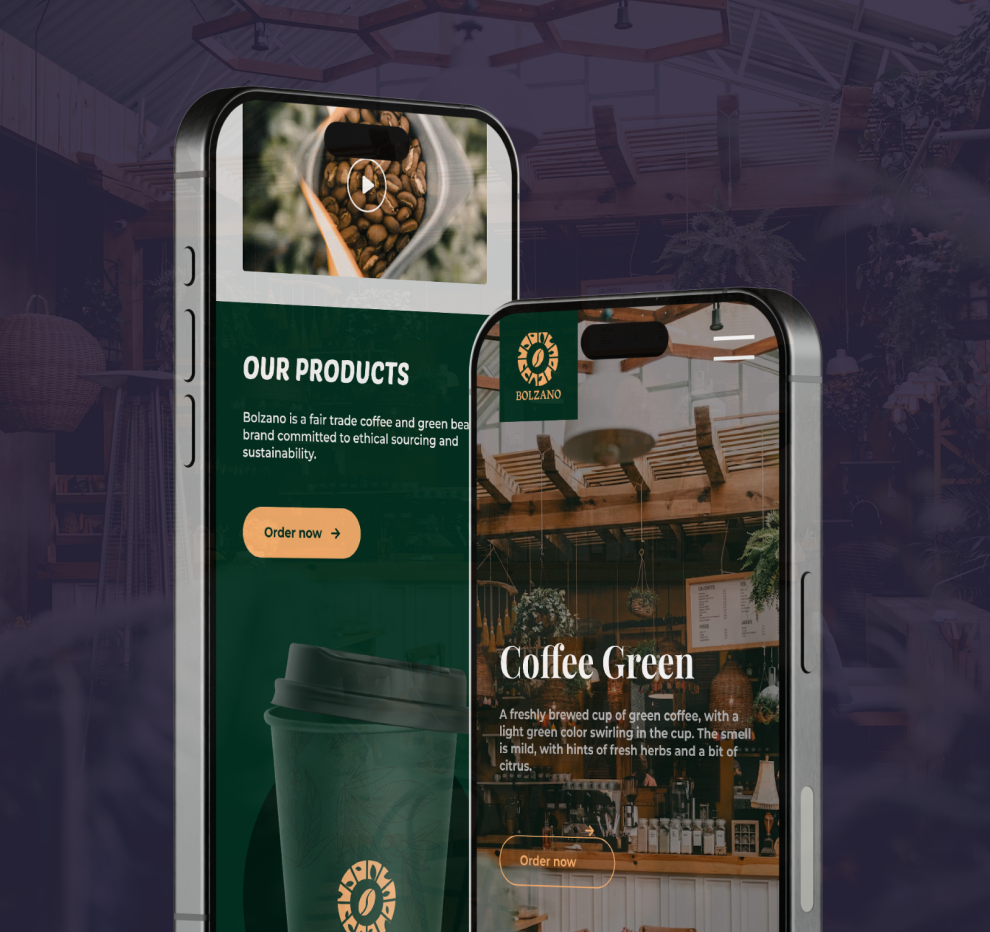 OUR PRODUCTS
Bolzano is a fair trade coffee and green bea
brand committed to ethical sourcing and
sustainability.
Order now →
BOLZANO
Coffee Green
A freshly brewed cup of green coffee, with a
light green color swirling in the cup. The smell
is mild, with hints of fresh herbs and a bit of
citrus.
→
Order now